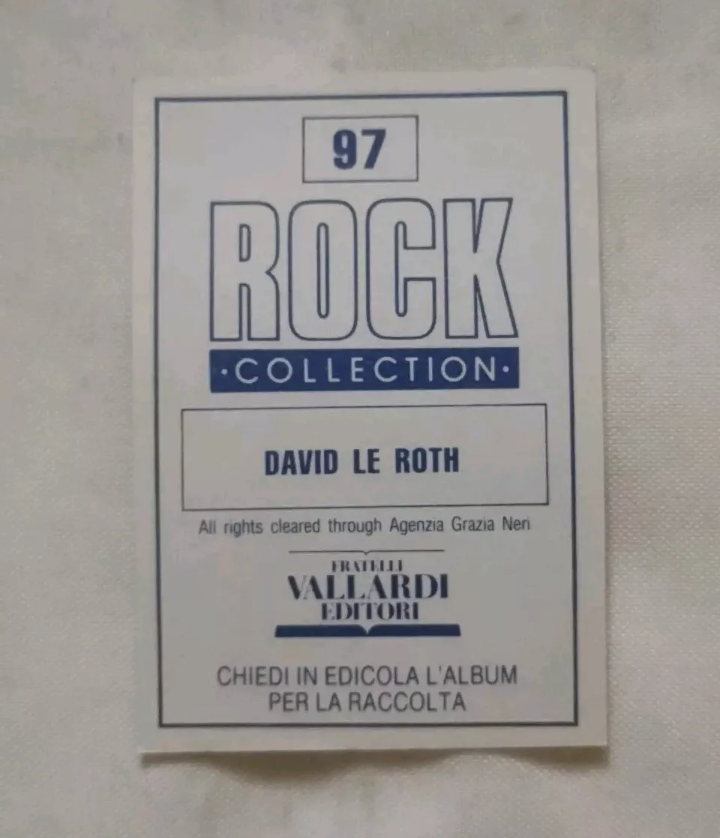 97
ROCK
·COLLECTION·
DAVID LE ROTH
All rights cleared through Agenzia Grazia Neri
FRATELLI
VALLARDI
EDITORI
CHIEDI IN EDICOLA L'ALBUM
PER LA RACCOLTA